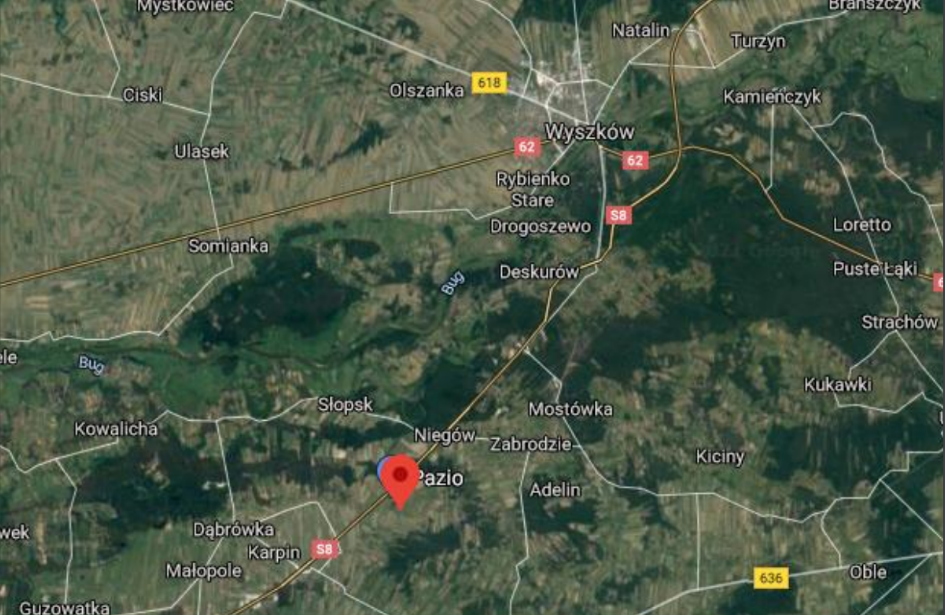 Mystkowiec
Brańszczyk
Natalin
Turzyn
Olszanka
618
Ciski
Kamieńczyk
Wyszków
Ulasek
62
62
Rybienko
Stare
S8
Drogoszewo
Loretto
Somianka
Deskurów
Puste Łąki
Bug
Strachów
Bug
Kukawki
Słopsk
Mostówka
Kowalicha
Niegów
Zabrodzie
Kiciny
Pazio
Adelin
Dąbrówka
Karpin
S8
Małopole
Oble
636
Guzowatka